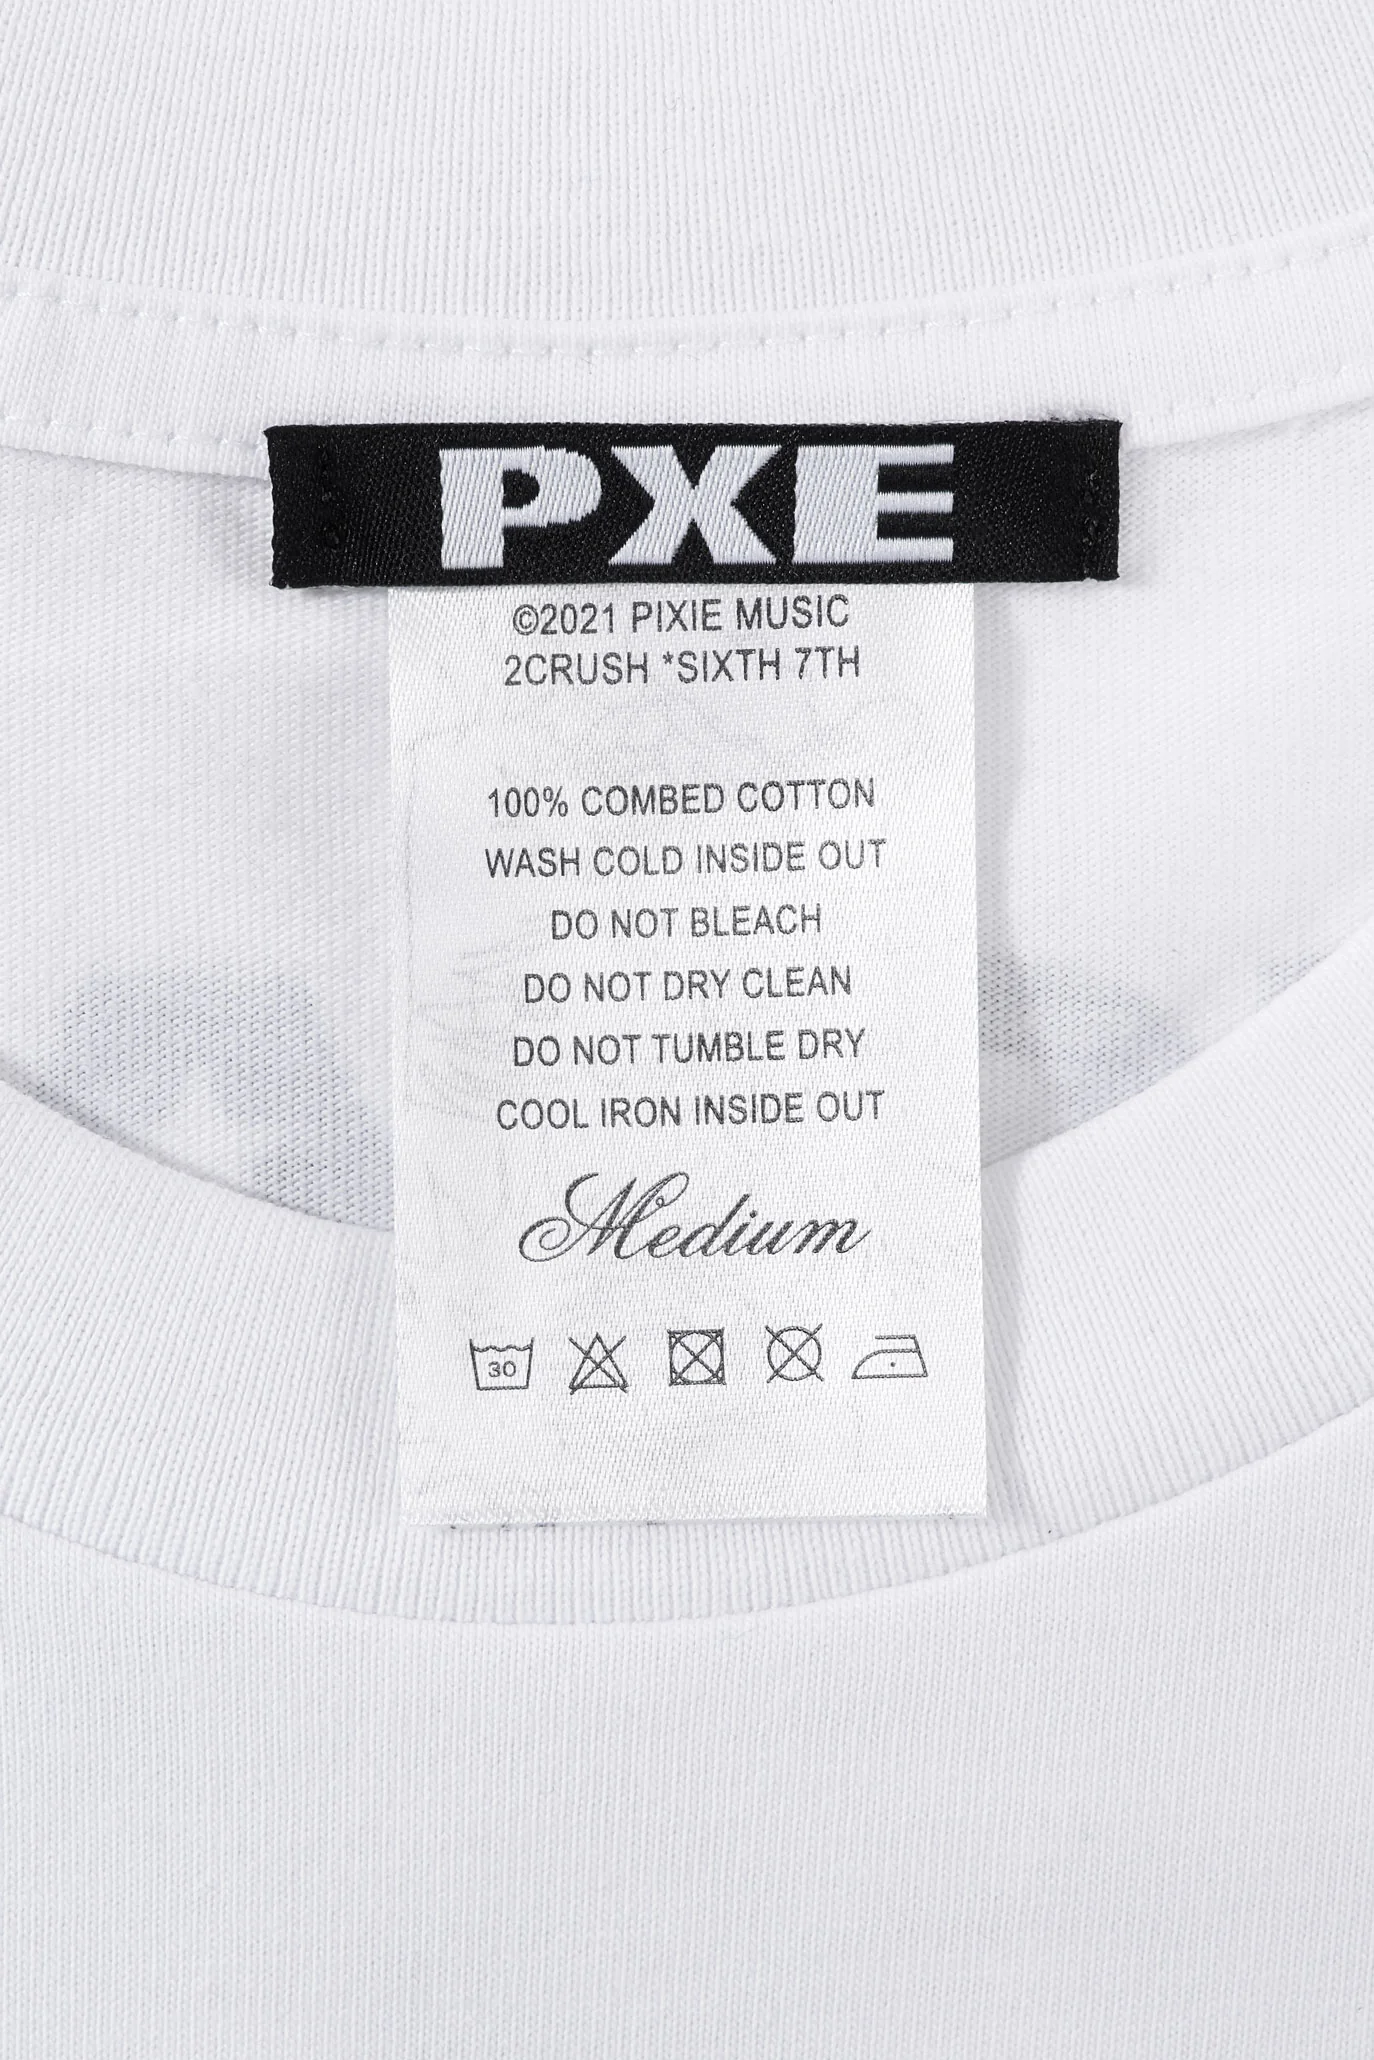 PXE
©2021 PIXIE MUSIC
2CRUSH *SIXTH 7TH
100% COMBED COTTON
WASH COLD INSIDE OUT
DO NOT BLEACH
DO NOT DRY CLEAN
DO NOT TUMBLE DRY
COOL IRON INSIDE OUT
Medium
30